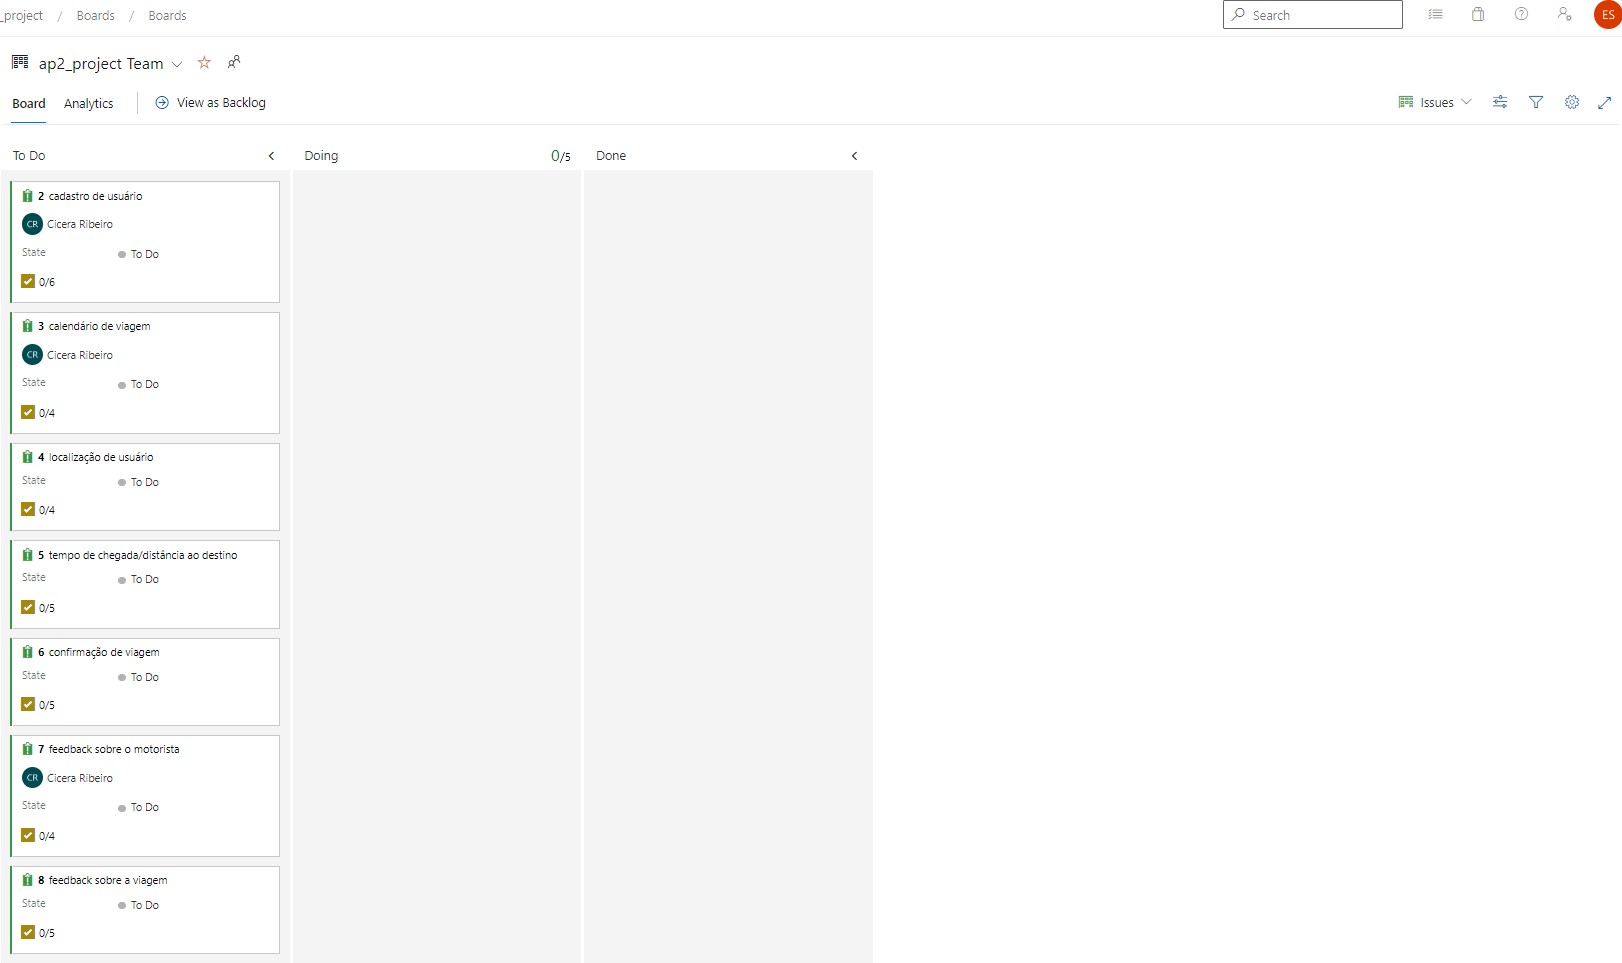 _project / Boards / Boards
Search
ES
ap2_project Team
Board Analytics View as Backlog
Issues
To Do
Doing 0/5
Done
2 cadastro de usuário
CR Cicera Ribeiro
State To Do
0/6
3 calendário de viagem
CR Cicera Ribeiro
State To Do
0/4
4 localização de usuário
State To Do
0/4
5 tempo de chegada/distância ao destino
State To Do
0/5
6 confirmação de viagem
State To Do
0/5
7 feedback sobre o motorista
CR Cicera Ribeiro
State To Do
0/4
8 feedback sobre a viagem
State To Do
0/5